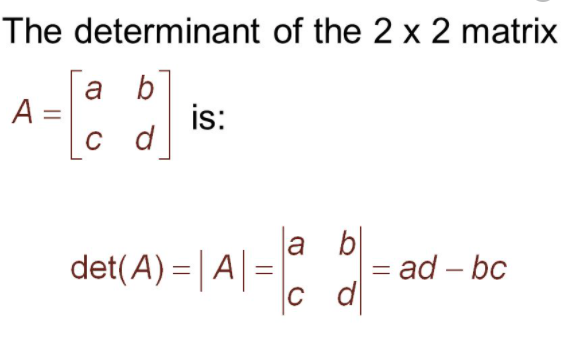 The determinant of the 2 x 2 matrix
A = [a b
c d] is:
det(A) = | A | = |a b
c d| = ad – bc